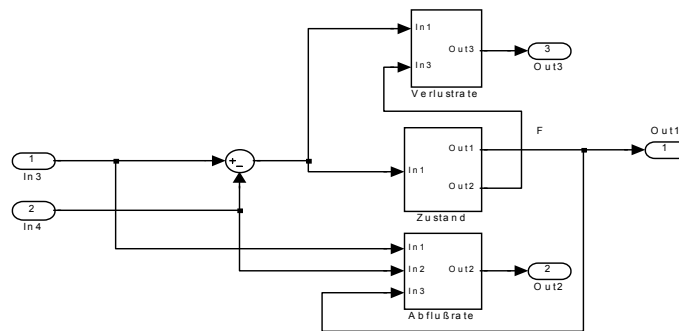 In1
Out3
In3
Verlustrate
3
Out3
1
In3
+
-
2
In4
In1
Out1
Out2
Zustand
F
Out1
1
In1
In2
Out2
In3
Abflußrate
2
Out2